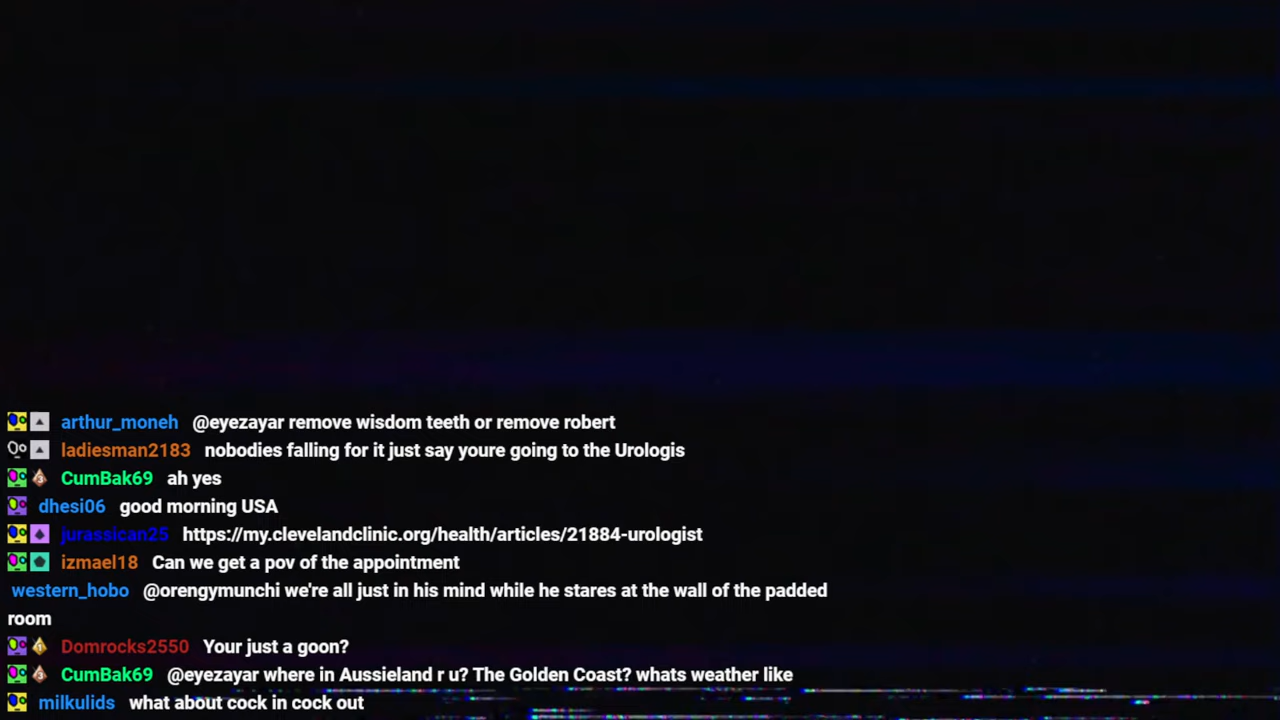 arthur_moneh @eyezayar remove wisdom teeth or remove robert
ladiesman2183 nobodies falling for it just say youre going to the Urologis
CumBak69 ah yes
dhesi06 good morning USA
jurassican25 https://my.clevelandclinic.org/health/articles/21884-urologist
izmael18 Can we get a pov of the appointment
western_hobo @orengymunchi we're all just in his mind while he stares at the wall of the padded
room
Domrocks2550 Your just a goon?
CumBak69 @eyezayar where in Aussieland r u? The Golden Coast? whats weather like
milkulids what about cock in cock out